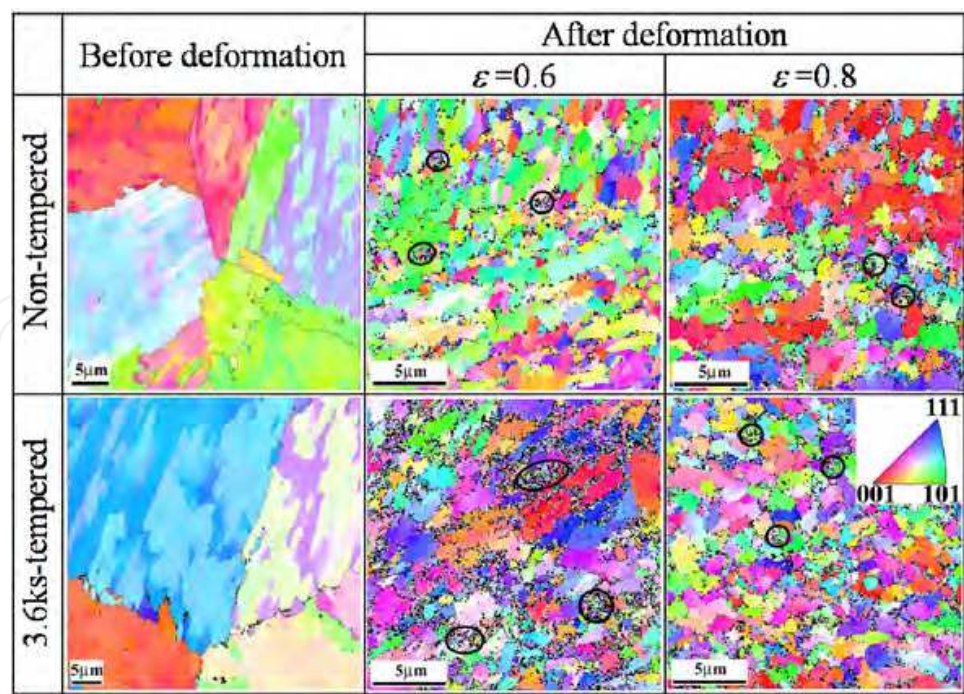 Before deformation
After deformation
ε=0.6
ε=0.8
Non-tempered
5μm
5μm
5μm
3.6ks-tempered
5μm
5μm
5μm
111
001
101